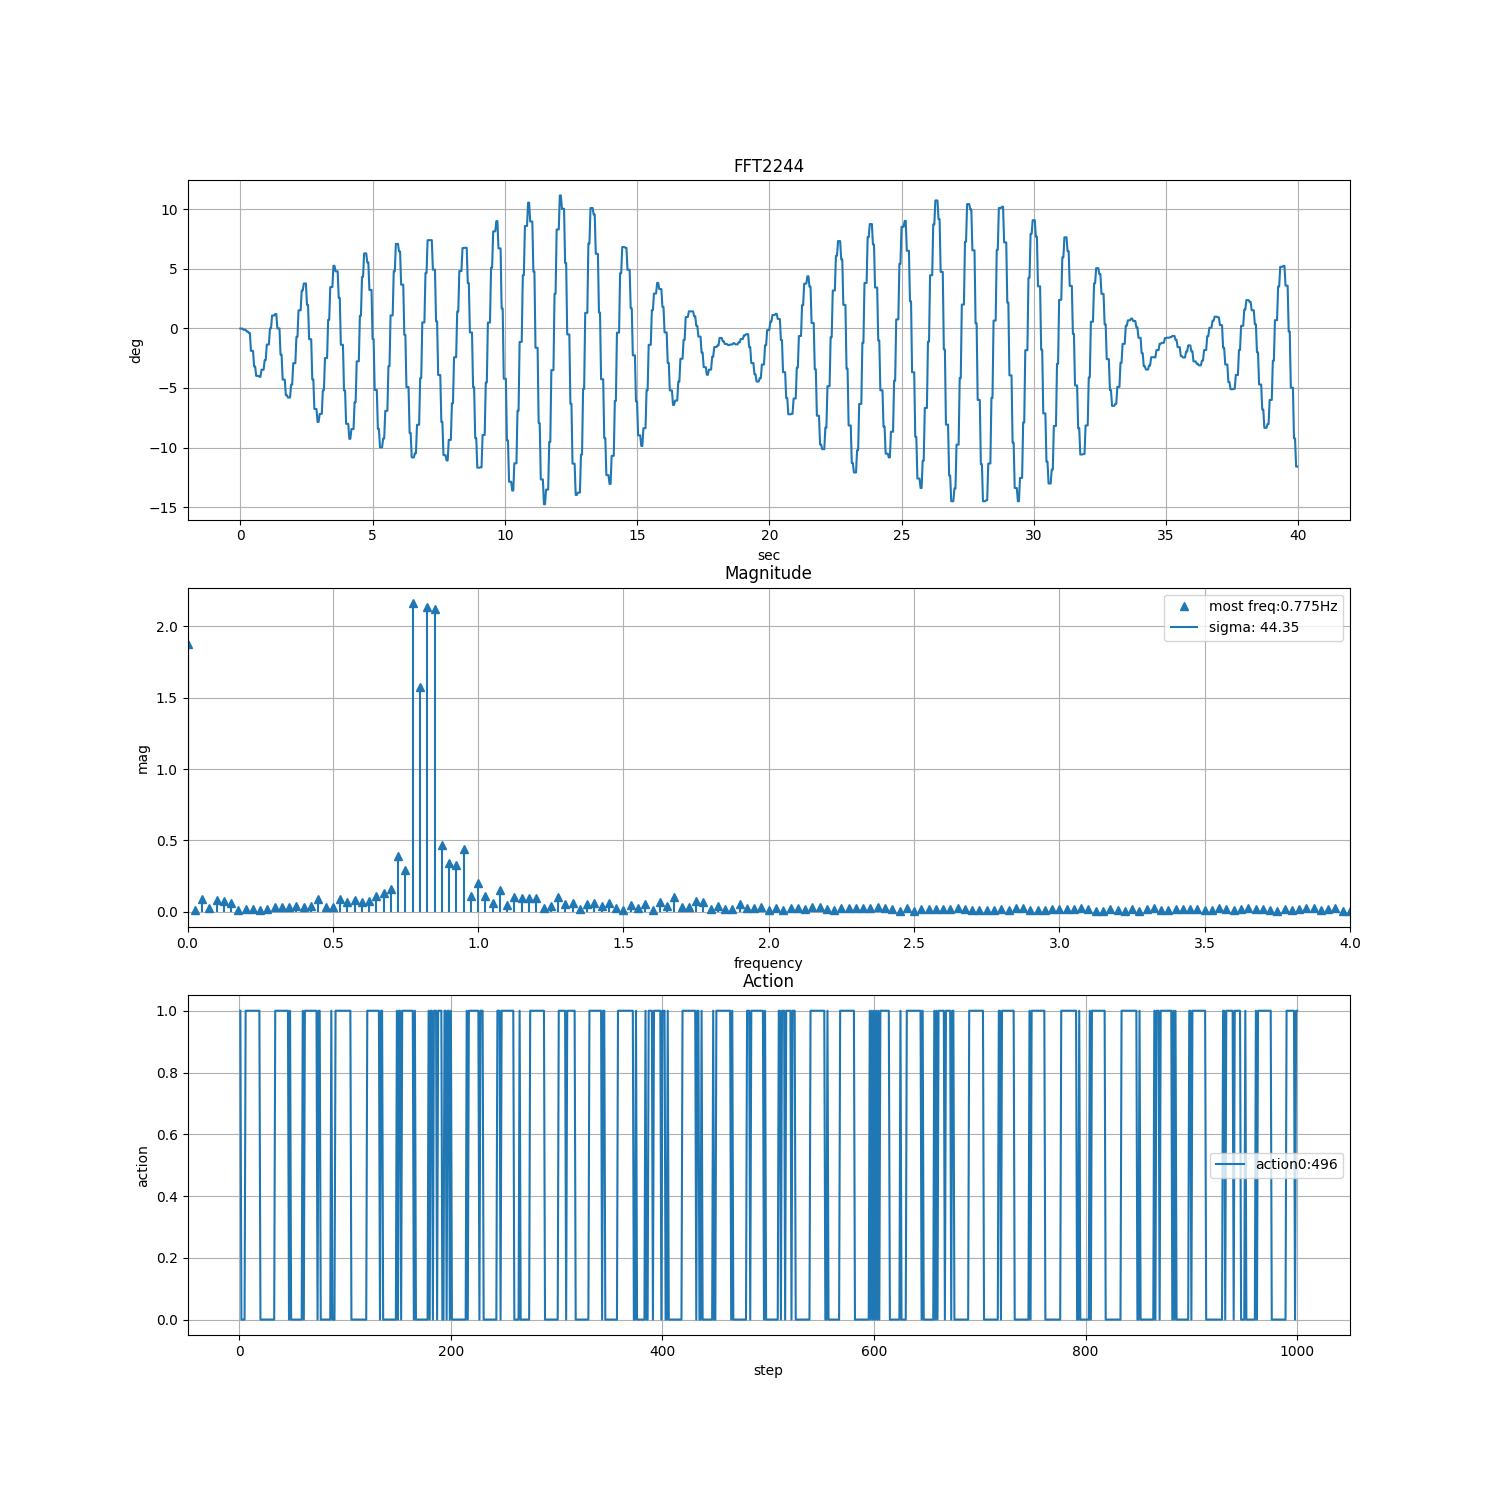 FFT2244
10
5
0
−5
−10
−15
deg
0 5 10 15 20 25 30 35 40
sec
Magnitude
most freq:0.775Hz
sigma: 44.35
2.0
1.5
1.0
0.5
0.0
mag
0.0 0.5 1.0 1.5 2.0 2.5 3.0 3.5 4.0
frequency
Action
1.0
0.8
0.6
0.4
0.2
0.0
action
action0:496
0 200 400 600 800 1000
step